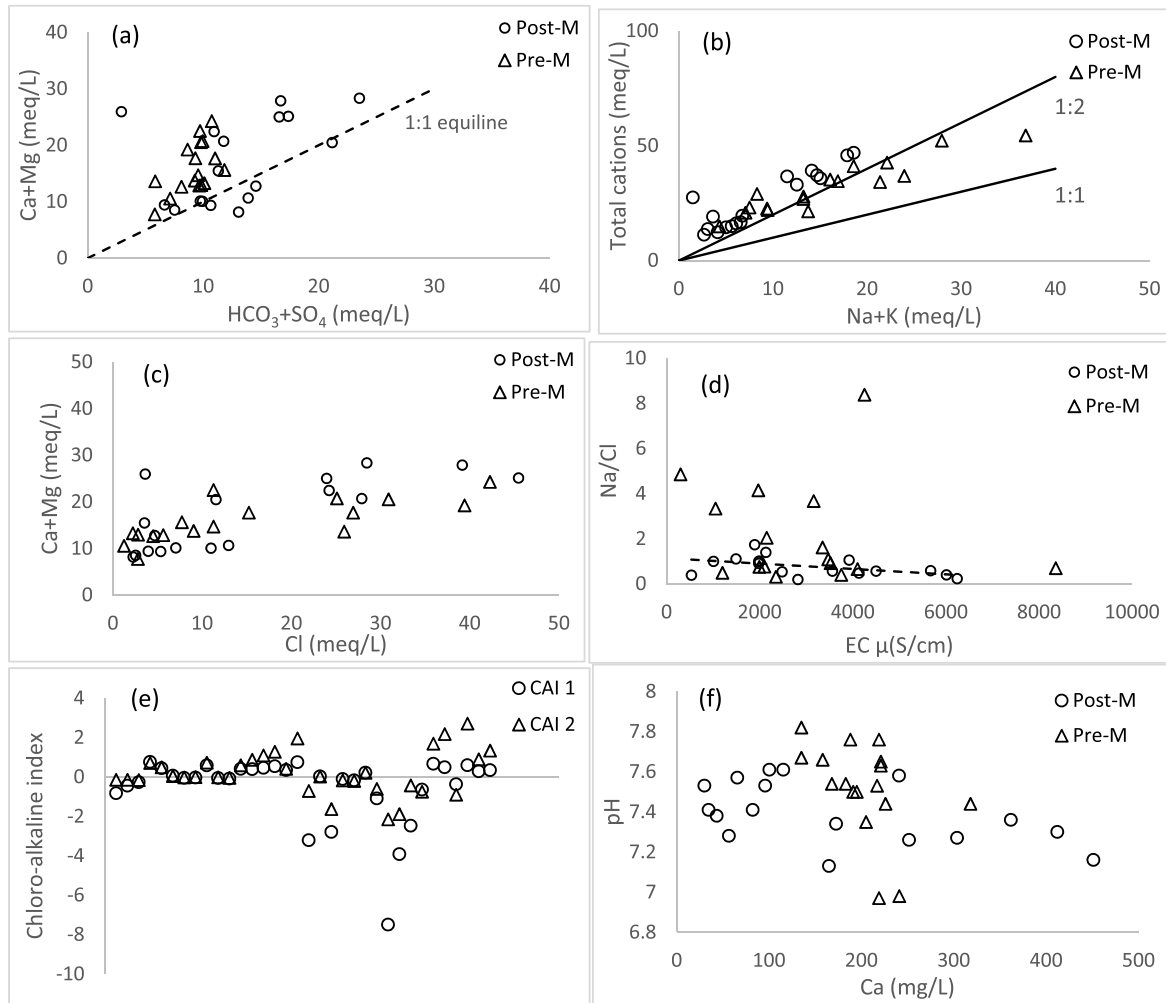 (a)
Post-M
Pre-M
Ca+Mg (meq/L)
40
30
20
10
0
1:1 equiline
0 10 20 30 40
HCO₃+SO₄ (meq/L)
(b)
Post-M
Pre-M
Total cations (meq/L)
100
50
0
1:2
1:1
0 10 20 30 40 50
Na+K (meq/L)
(c)
Post-M
Pre-M
Ca+Mg (meq/L)
50
40
30
20
10
0
0 10 20 30 40 50
Cl (meq/L)
(d)
Post-M
Pre-M
Na/Cl
10
8
6
4
2
0
0 2000 4000 6000 8000 10000
EC µ(S/cm)
(e)
CAI 1
CAI 2
Chloro-alkaline index
4
2
0
-2
-4
-6
-8
-10
(f)
Post-M
Pre-M
pH
8
7.8
7.6
7.4
7.2
7
6.8
0 100 200 300 400 500
Ca (mg/L)